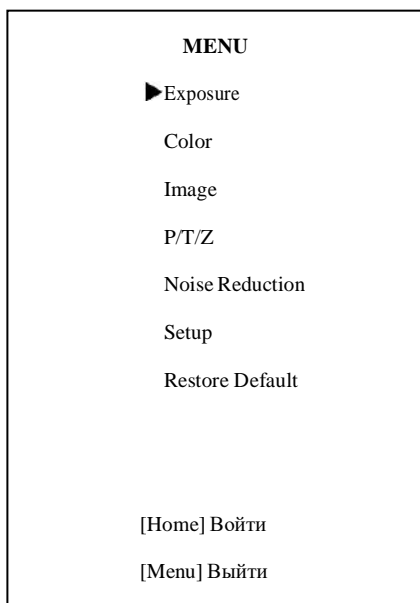 MENU
Exposure
Color
Image
P/T/Z
Noise Reduction
Setup
Restore Default
[Home] Войти
[Menu] Выйти